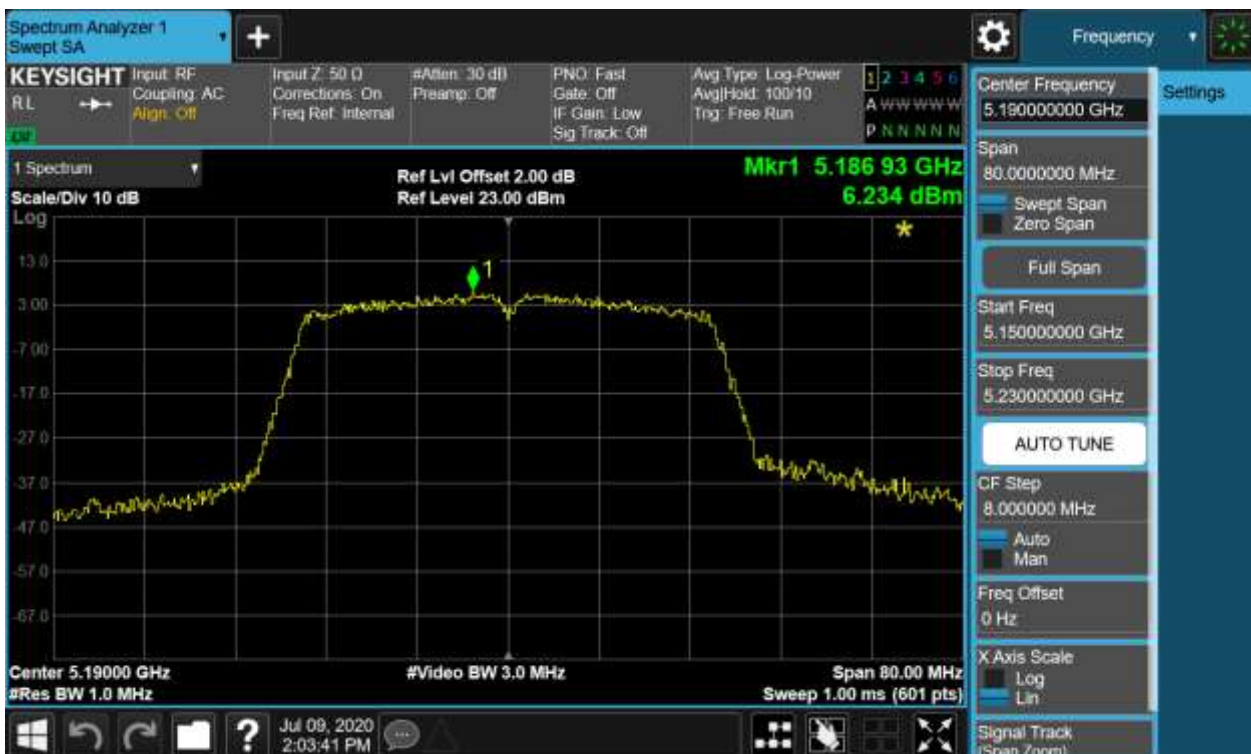 Spectrum Analyzer 1
Swept SA
+
Frequency
KEYSIGHT
RL
Input: RF
Coupling: AC
Align: Off
Input Z: 50 Ω
Corrections: On
Freq Ref: Internal
#Atten: 30 dB
Preamp: Off
PNO: Fast
Gate: Off
IF Gain: Low
Sig Track: Off
Avg Type: Log-Power
Avg|Hold: 100/10
Trig: Free Run
1 2 3 4 5 6
A W W W W W
P N N N N N
Center Frequency
5.190000000 GHz
Settings
Span
80.0000000 MHz
Swept Span
Zero Span
Full Span
Start Freq
5.150000000 GHz
Stop Freq
5.230000000 GHz
AUTO TUNE
CF Step
8.000000 MHz
Auto
Man
Freq Offset
0 Hz
X Axis Scale
Log
Lin
Signal Track
(Span Zoom)
1 Spectrum
Scale/Div 10 dB
Ref Lvl Offset 2.00 dB
Ref Level 23.00 dBm
Mkr1 5.186 93 GHz
6.234 dBm
Log
1
13.0
3.00
-7.00
-17.0
-27.0
-37.0
-47.0
-57.0
-67.0
Center 5.19000 GHz
#Res BW 1.0 MHz
#Video BW 3.0 MHz
Span 80.00 MHz
Sweep 1.00 ms (601 pts)
?
Jul 09, 2020
2:03:41 PM